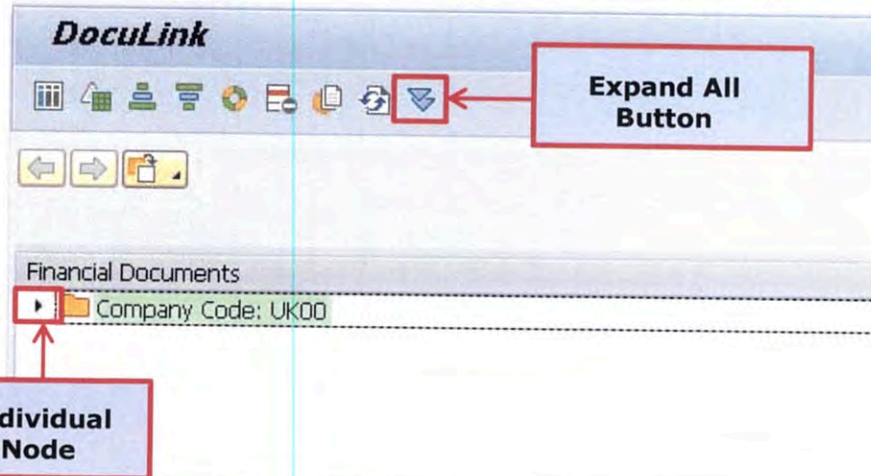 DocuLink
Expand All
Button
Financial Documents
Company Code: UK00
dividual
Node